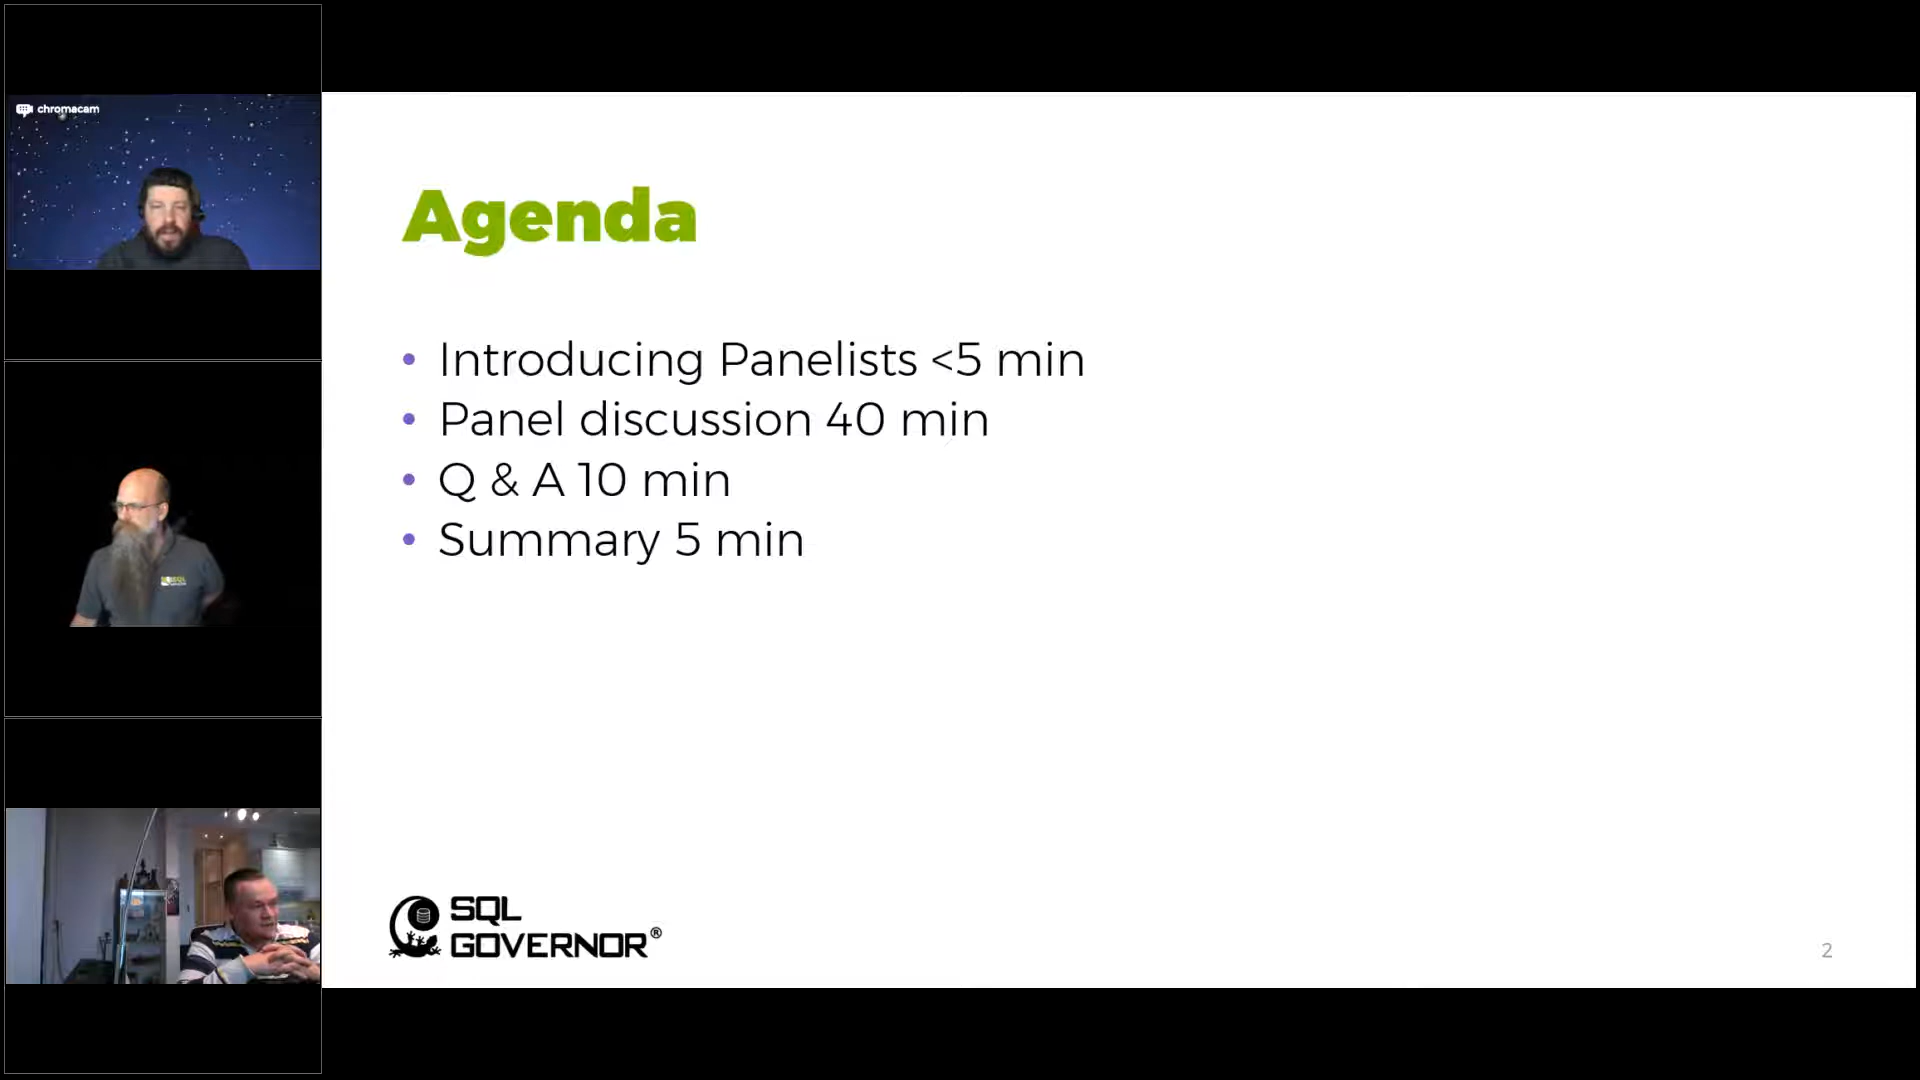 chromacam
Agenda
• Introducing Panelists <5 min
• Panel discussion 40 min
• Q & A 10 min
• Summary 5 min
SQL
GOVERNOR®
2